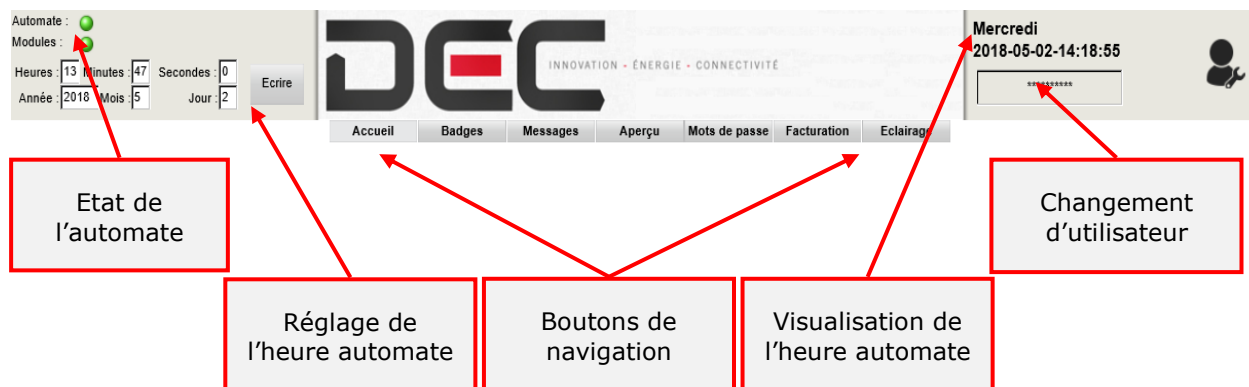 Automate :
Modules :
Heures : 13 Minutes : 47 Secondes : 0
Année : 2018 Mois : 5 Jour : 2
Ecrire
DEC
INNOVATION - ÉNERGIE - CONNECTIVITÉ
Mercredi
2018-05-02-14:18:55
**********
Accueil Badges Messages Aperçu Mots de passe Facturation Eclairage
Etat de
l’automate
Changement
d’utilisateur
Réglage de
l’heure automate
Boutons de
navigation
Visualisation de
l’heure automate